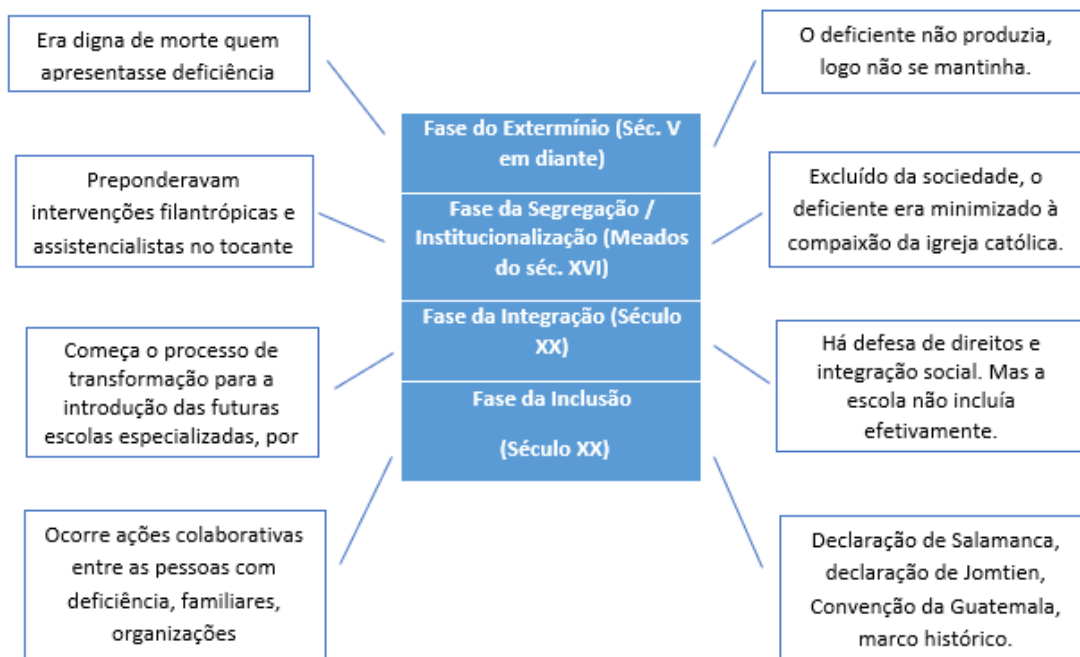 Era digna de morte quem
apresentasse deficiência
O deficiente não produzia,
logo não se mantinha.
Fase do Extermínio (Séc. V
em diante)
Preponderavam
intervenções filantrópicas e
assistencialistas no tocante
Fase da Segregação /
Institucionalização (Meados
do séc. XVI)
Excluído da sociedade, o
deficiente era minimizado à
compaixão da igreja católica.
Começa o processo de
transformação para a
introdução das futuras
escolas especializadas, por
Fase da Integração (Século
XX)
Há defesa de direitos e
integração social. Mas a
escola não incluía
efetivamente.
Fase da Inclusão
(Século XX)
Ocorre ações colaborativas
entre as pessoas com
deficiência, familiares,
organizações
Declaração de Salamanca,
declaração de Jomtien,
Convenção da Guatemala,
marco histórico.